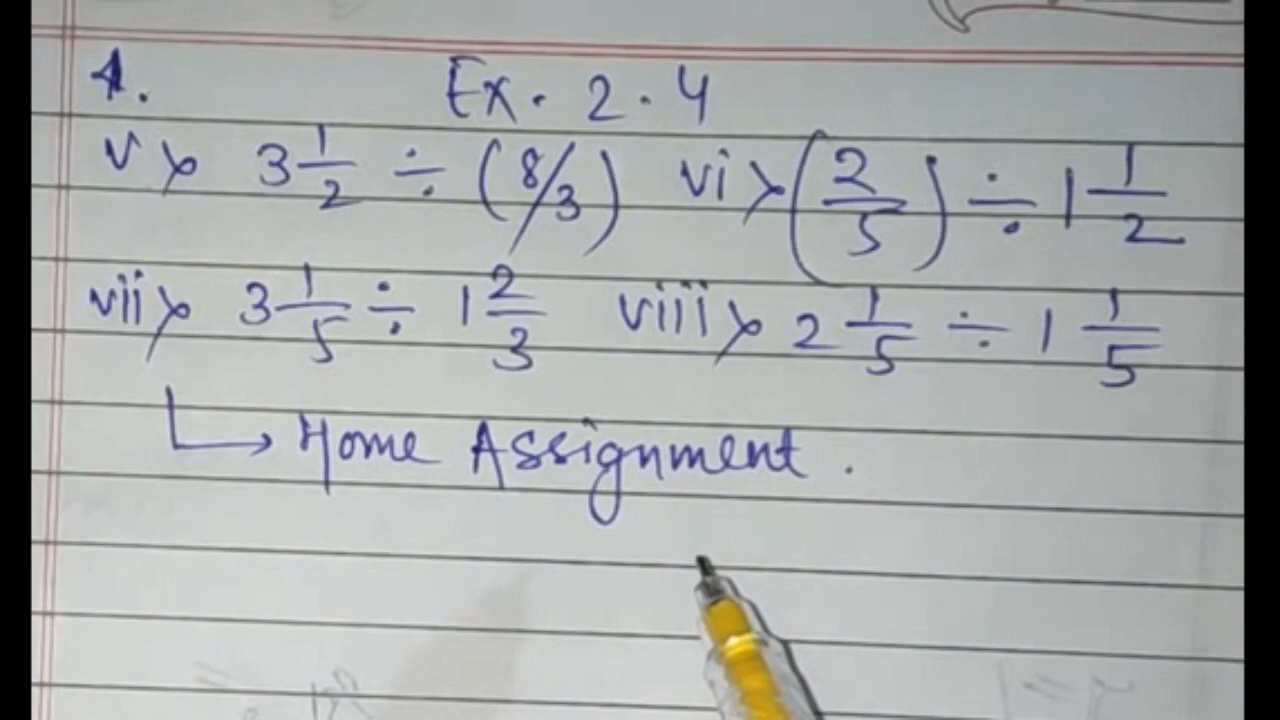 4. Ex. 2.4
v> 3 1/2 ÷ (8/3) vi> (2/5) ÷ 1 1/2
vii> 3 1/5 ÷ 1 2/3 viii> 2 1/5 ÷ 1 1/5
↳ Home Assignment.